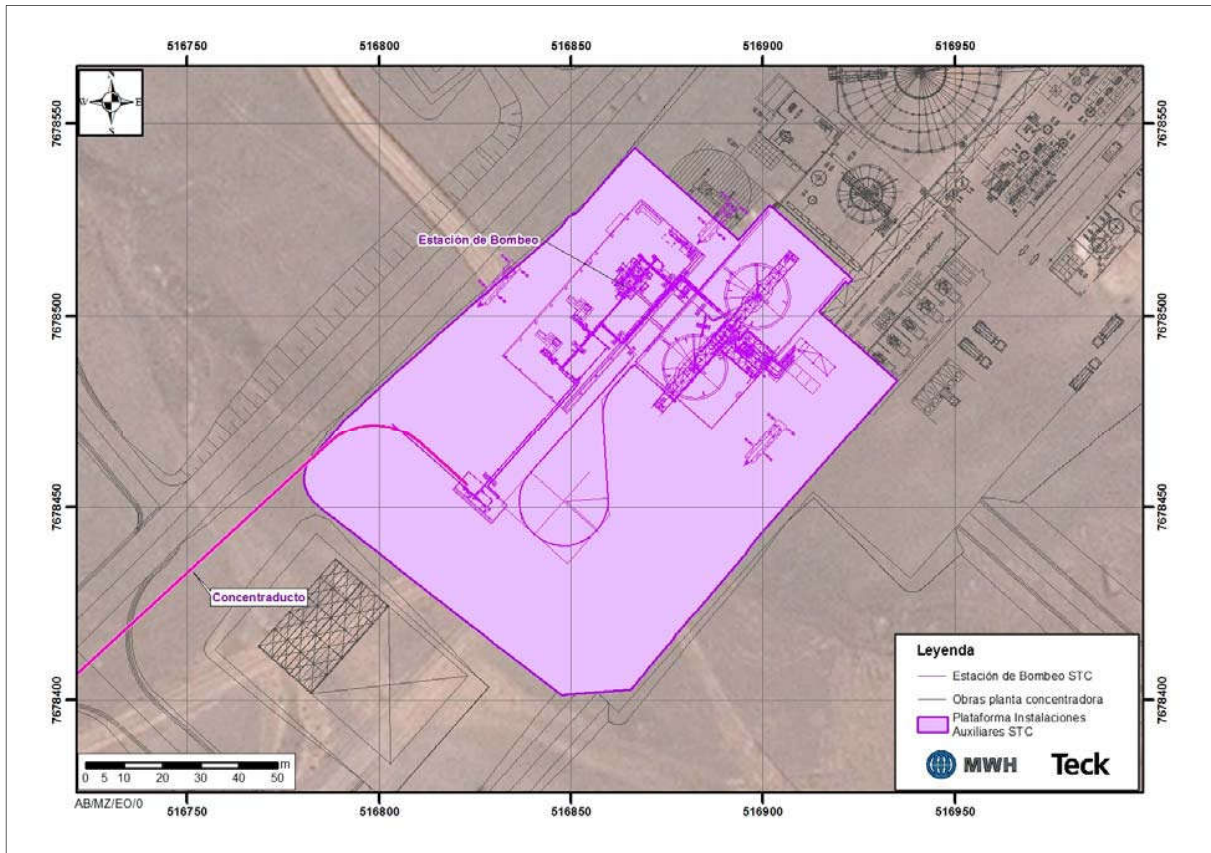 516750 516800 516850 516900 516950
N
W E
S
7678550 7678550
Estación de Bombeo
7678500 7678500
7678450 7678450
Concentraducto
Leyenda
Estación de Bombeo STC
Obras planta concentradora
Plataforma Instalaciones
Auxiliares STC
7678400 7678400
MWH Teck
0 5 10 20 30 40 50 m
AB/MZ/EO/0
516750 516800 516850 516900 516950